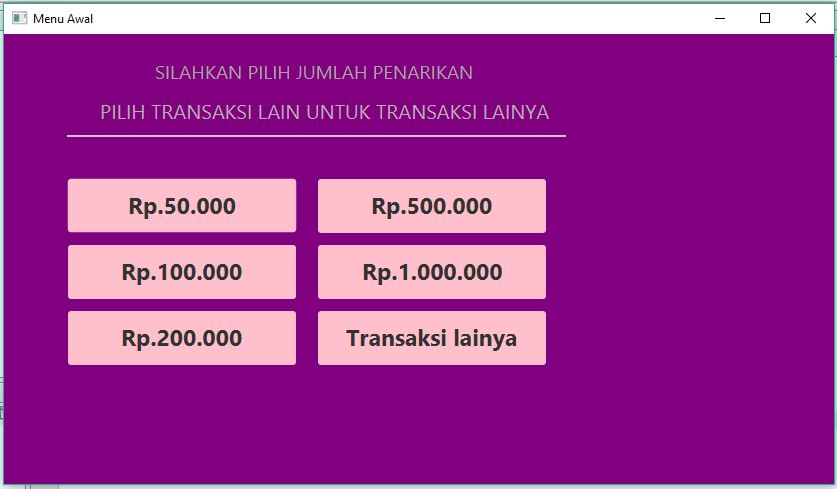 Menu Awal
SILAHKAN PILIH JUMLAH PENARIKAN
PILIH TRANSAKSI LAIN UNTUK TRANSAKSI LAINYA
Rp.50.000
Rp.500.000
Rp.100.000
Rp.1.000.000
Rp.200.000
Transaksi lainya